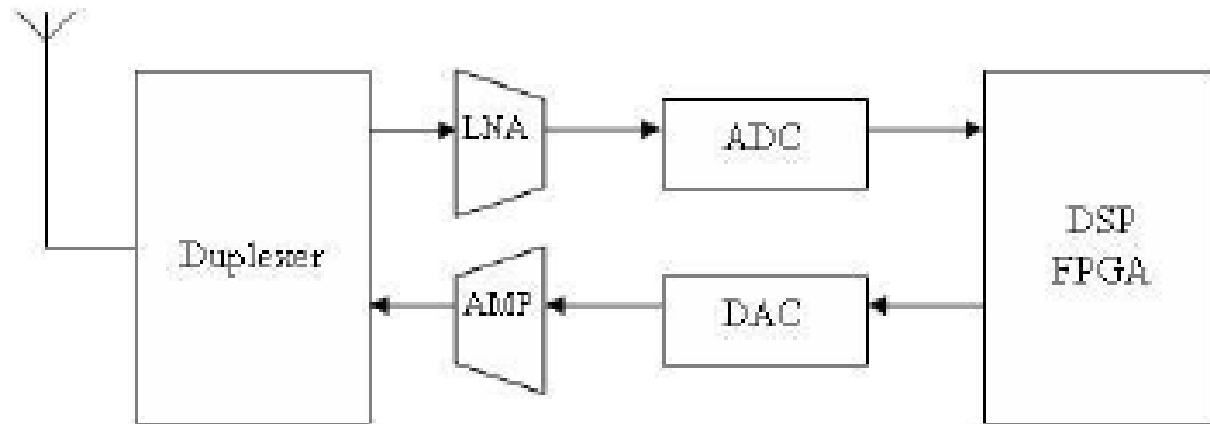 LNA
ADC
Duplexer
DSP
FPGA
AMP
DAC